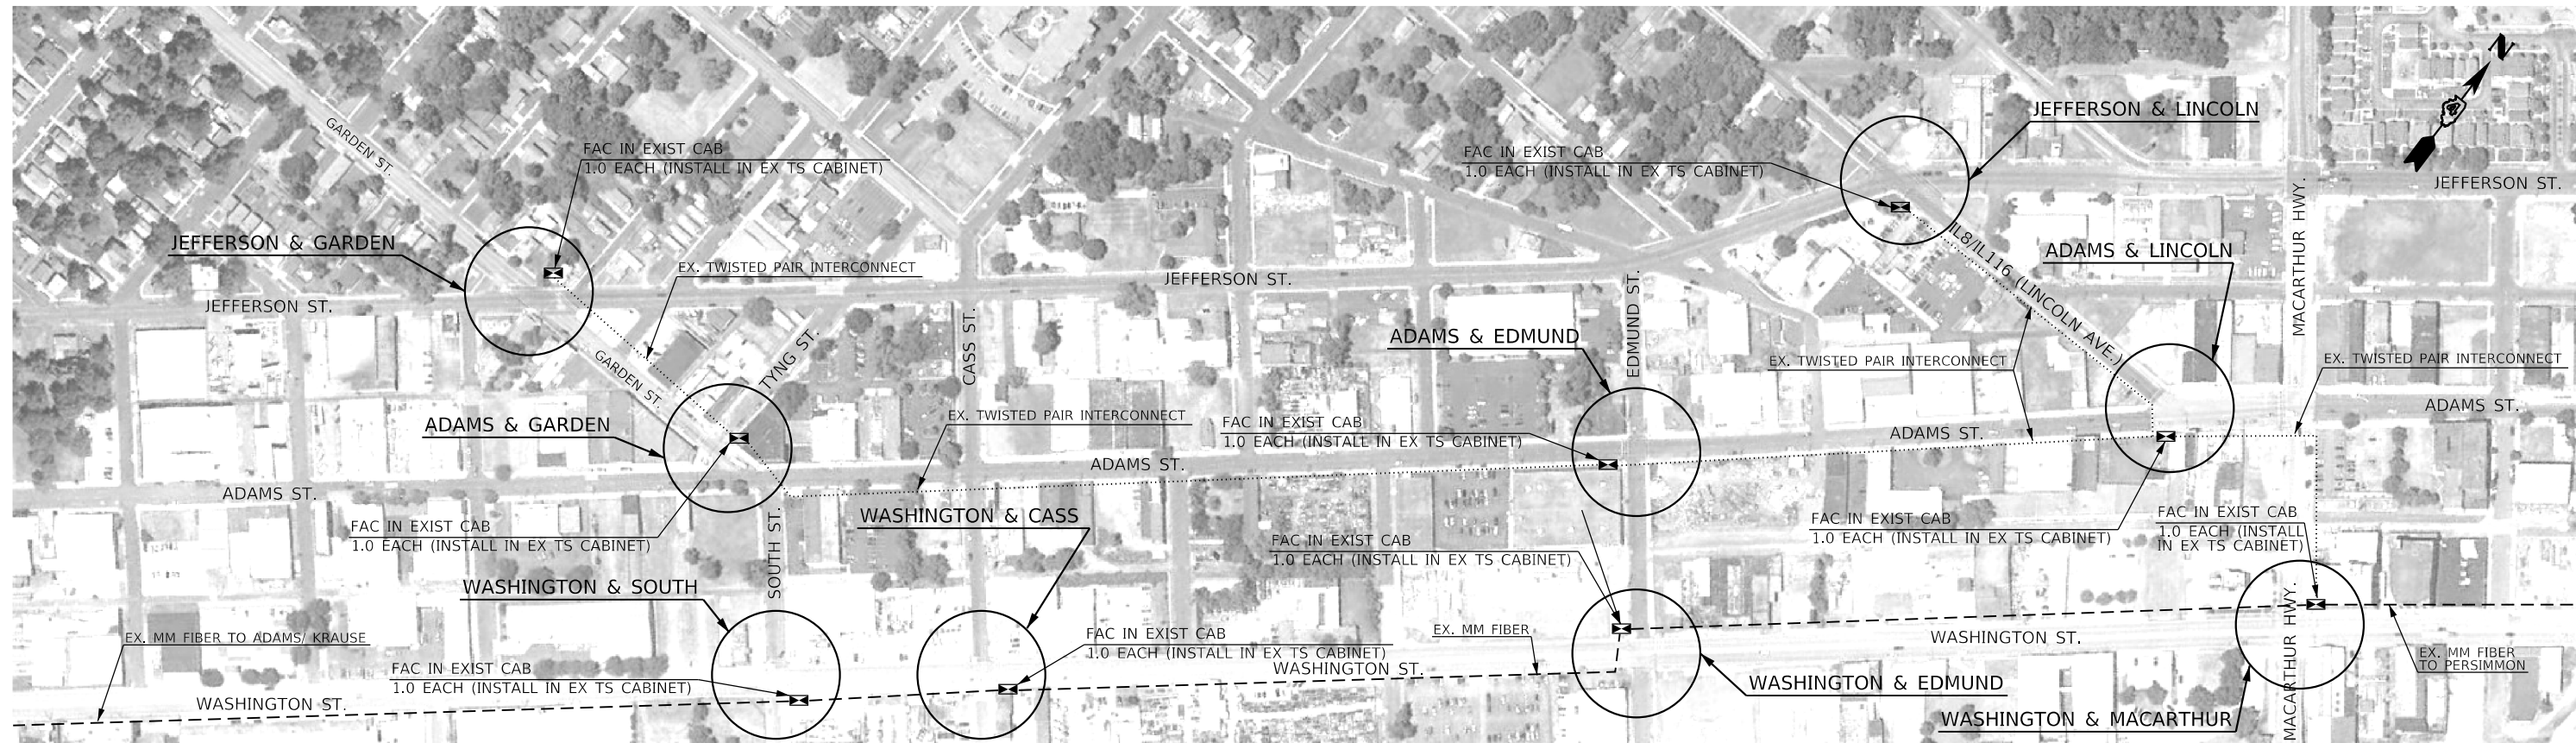 N
4
JEFFERSON & LINCOLN
GARDEN ST.
FAC IN EXIST CAB
1.0 EACH (INSTALL IN EX TS CABINET)
FAC IN EXIST CAB
1.0 EACH (INSTALL IN EX TS CABINET)
JEFFERSON ST.
MACARTHUR HWY.
JEFFERSON & GARDEN
IL8/IL116 (LINCOLN AVE.)
ADAMS & LINCOLN
EX. TWISTED PAIR INTERCONNECT
JEFFERSON ST.
JEFFERSON ST.
EDMUND ST.
CASS ST.
TYNG ST.
ADAMS & EDMUND
GARDEN ST.
EX. TWISTED PAIR INTERCONNECT
EX. TWISTED PAIR INTERCONNECT
ADAMS & GARDEN
EX. TWISTED PAIR INTERCONNECT
FAC IN EXIST CAB
1.0 EACH (INSTALL IN EX TS CABINET)
ADAMS ST.
ADAMS ST.
ADAMS ST.
ADAMS ST.
FAC IN EXIST CAB
1.0 EACH (INSTALL IN EX TS CABINET)
SOUTH ST.
WASHINGTON & CASS
FAC IN EXIST CAB
1.0 EACH (INSTALL IN EX TS CABINET)
FAC IN EXIST CAB
1.0 EACH (INSTALL IN EX TS CABINET)
FAC IN EXIST CAB
1.0 EACH (INSTALL
IN EX TS CABINET)
WASHINGTON & SOUTH
EX. MM FIBER TO ADAMS/ KRAUSE
FAC IN EXIST CAB
1.0 EACH (INSTALL IN EX TS CABINET)
EX. MM FIBER
WASHINGTON ST.
MACARTHUR HWY.
EX. MM FIBER
TO PERSIMMON
FAC IN EXIST CAB
1.0 EACH (INSTALL IN EX TS CABINET)
WASHINGTON ST.
WASHINGTON ST.
WASHINGTON & EDMUND
WASHINGTON & MACARTHUR